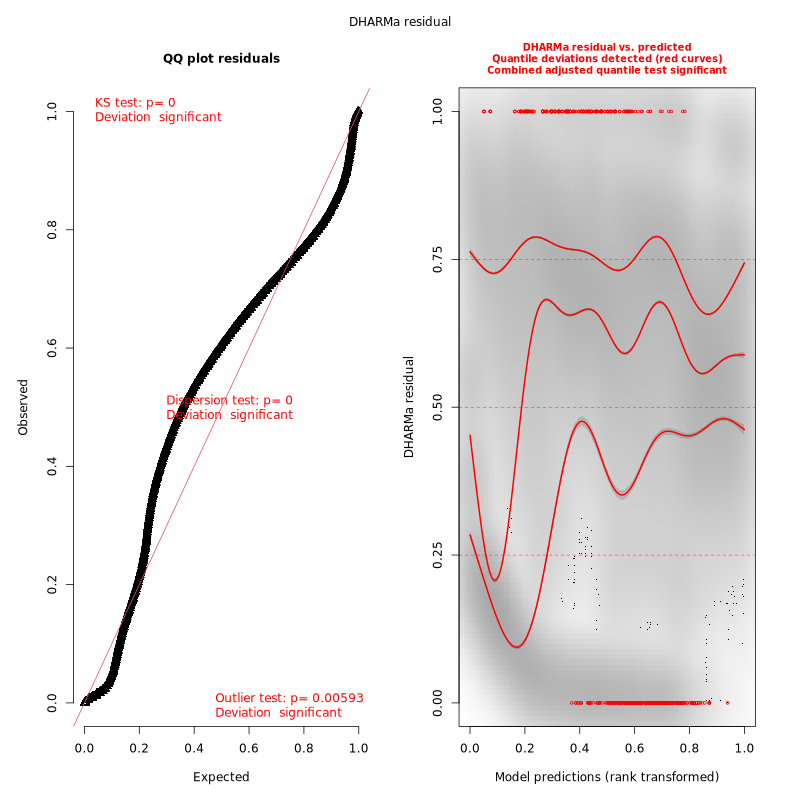 DHARMa residual
QQ plot residuals
KS test: p= 0
Deviation  significant
Dispersion test: p= 0
Deviation  significant
Outlier test: p= 0.00593
Deviation  significant
Observed
0.0
0.2
0.4
0.6
0.8
1.0
0.0 0.2 0.4 0.6 0.8 1.0
Expected
DHARMa residual vs. predicted
Quantile deviations detected (red curves)
Combined adjusted quantile test significant
DHARMa residual
0.00
0.25
0.50
0.75
1.00
0.0 0.2 0.4 0.6 0.8 1.0
Model predictions (rank transformed)